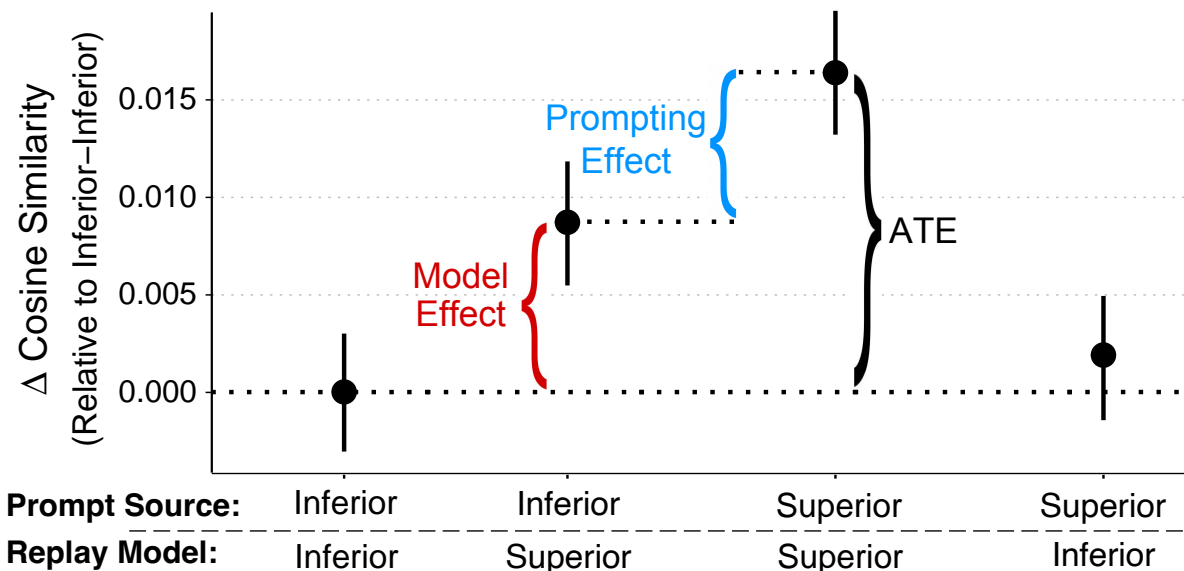 Δ Cosine Similarity
(Relative to Inferior–Inferior)
0.015
0.010
0.005
0.000
Prompting
Effect
Model
Effect
ATE
Prompt Source: Inferior Inferior Superior Superior
Replay Model: Inferior Superior Superior Inferior